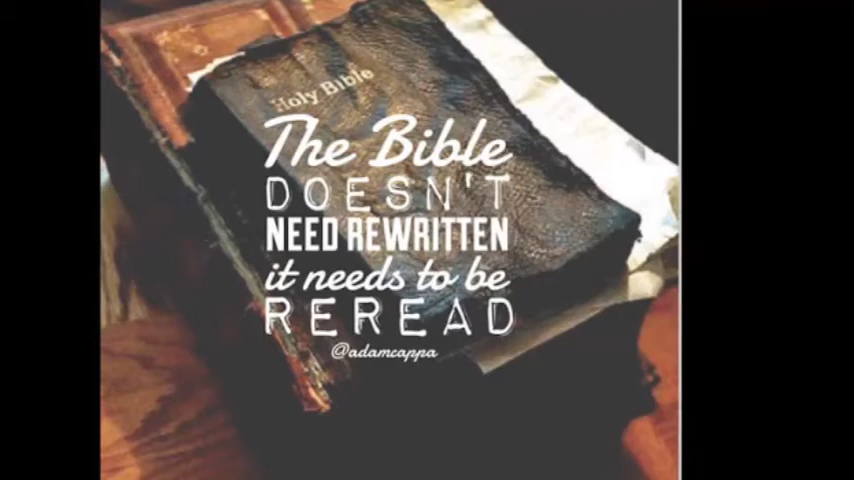 Holy Bible
The Bible
DOESN'T
NEED REWRITTEN
it needs to be
REREAD
@adamcappa